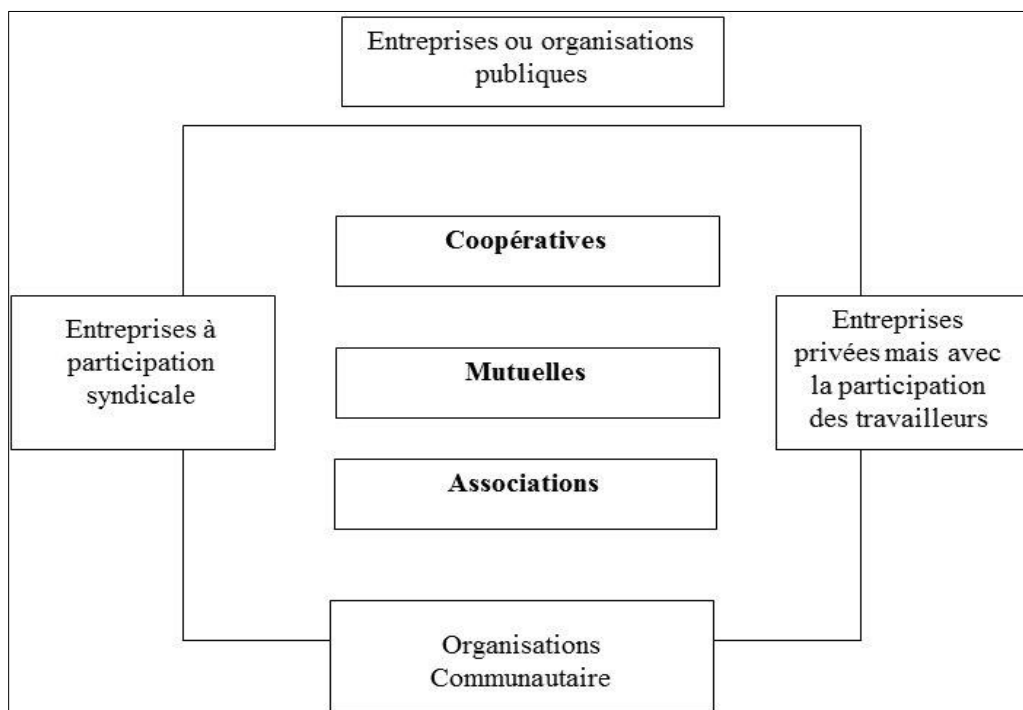 Entreprises ou organisations
publiques
Coopératives
Entreprises à
participation
syndicale
Mutuelles
Entreprises
privées mais avec
la participation
des travailleurs
Associations
Organisations
Communautaire